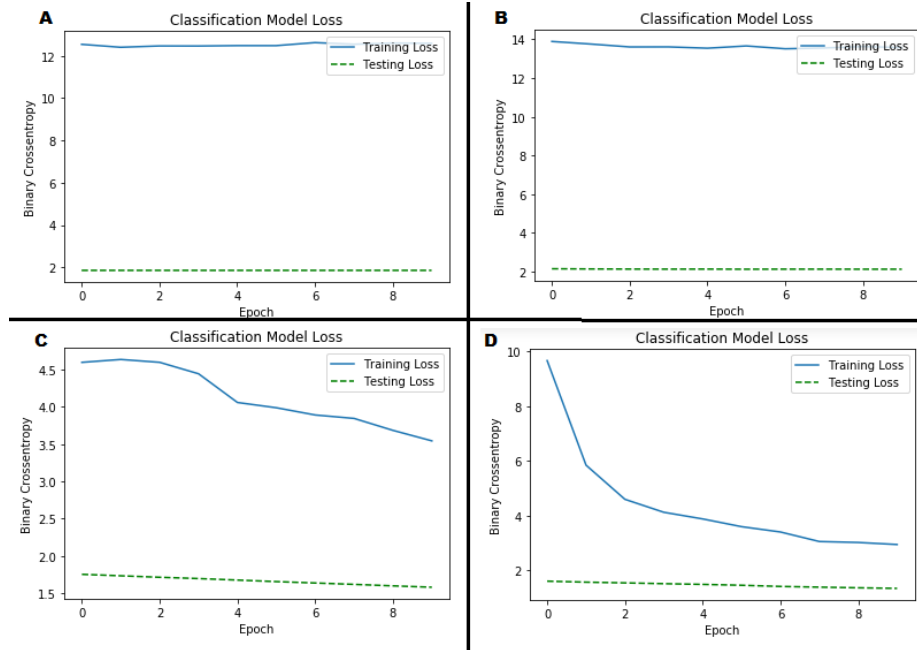 A
Classification Model Loss
12
10
8
6
4
2
Binary Crossentropy
Training Loss
Testing Loss
0 2 4 6 8
Epoch
B
Classification Model Loss
14
12
10
8
6
4
2
Binary Crossentropy
Training Loss
Testing Loss
0 2 4 6 8
Epoch
C
Classification Model Loss
4.5
4.0
3.5
3.0
2.5
2.0
1.5
Binary Crossentropy
Training Loss
Testing Loss
0 2 4 6 8
Epoch
D
Classification Model Loss
10
8
6
4
2
Binary Crossentropy
Training Loss
Testing Loss
0 2 4 6 8
Epoch